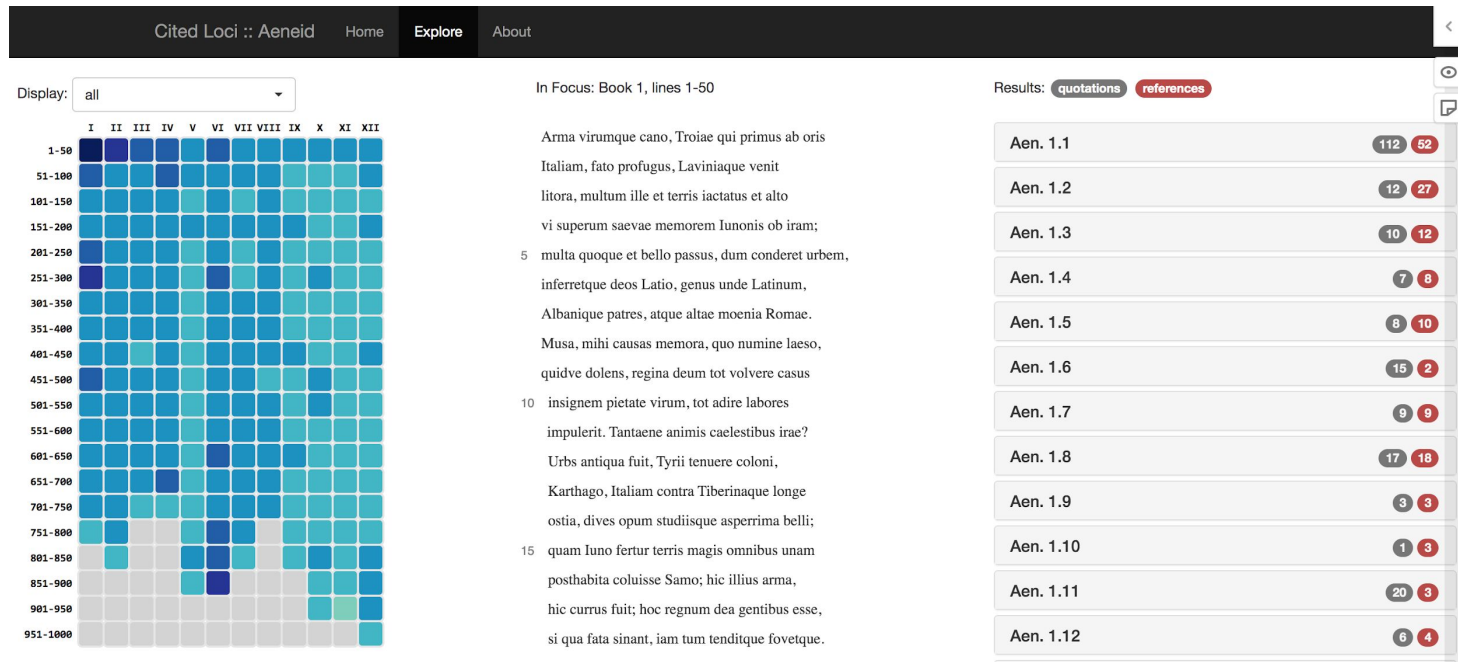 Cited Loci :: Aeneid Home Explore About
Display: all
I II III IV V VI VII VIII IX X XI XII
1-50
51-100
101-150
151-200
201-250
251-300
301-350
351-400
401-450
451-500
501-550
551-600
601-650
651-700
701-750
751-800
801-850
851-900
901-950
951-1000
In Focus: Book 1, lines 1-50
Arma virumque cano, Troiae qui primus ab oris
Italiam, fato profugus, Laviniaque venit
litora, multum ille et terris iactatus et alto
vi superum saevae memorem Iunonis ob iram;
5 multa quoque et bello passus, dum conderet urbem,
inferretque deos Latio, genus unde Latinum,
Albanique patres, atque altae moenia Romae.
Musa, mihi causas memora, quo numine laeso,
quidve dolens, regina deum tot volvere casus
10 insignem pietate virum, tot adire labores
impulerit. Tantaene animis caelestibus irae?
Urbs antiqua fuit, Tyrii tenuere coloni,
Karthago, Italiam contra Tiberinaque longe
ostia, dives opum studiisque asperrima belli;
15 quam Iuno fertur terris magis omnibus unam
posthabita coluisse Samo; hic illius arma,
hic currus fuit; hoc regnum dea gentibus esse,
si qua fata sinant, iam tum tenditque fovetque.
Results: quotations references
Aen. 1.1 112 52
Aen. 1.2 12 27
Aen. 1.3 10 12
Aen. 1.4 7 8
Aen. 1.5 8 10
Aen. 1.6 15 2
Aen. 1.7 9 9
Aen. 1.8 17 18
Aen. 1.9 3 3
Aen. 1.10 1 3
Aen. 1.11 20 3
Aen. 1.12 6 4